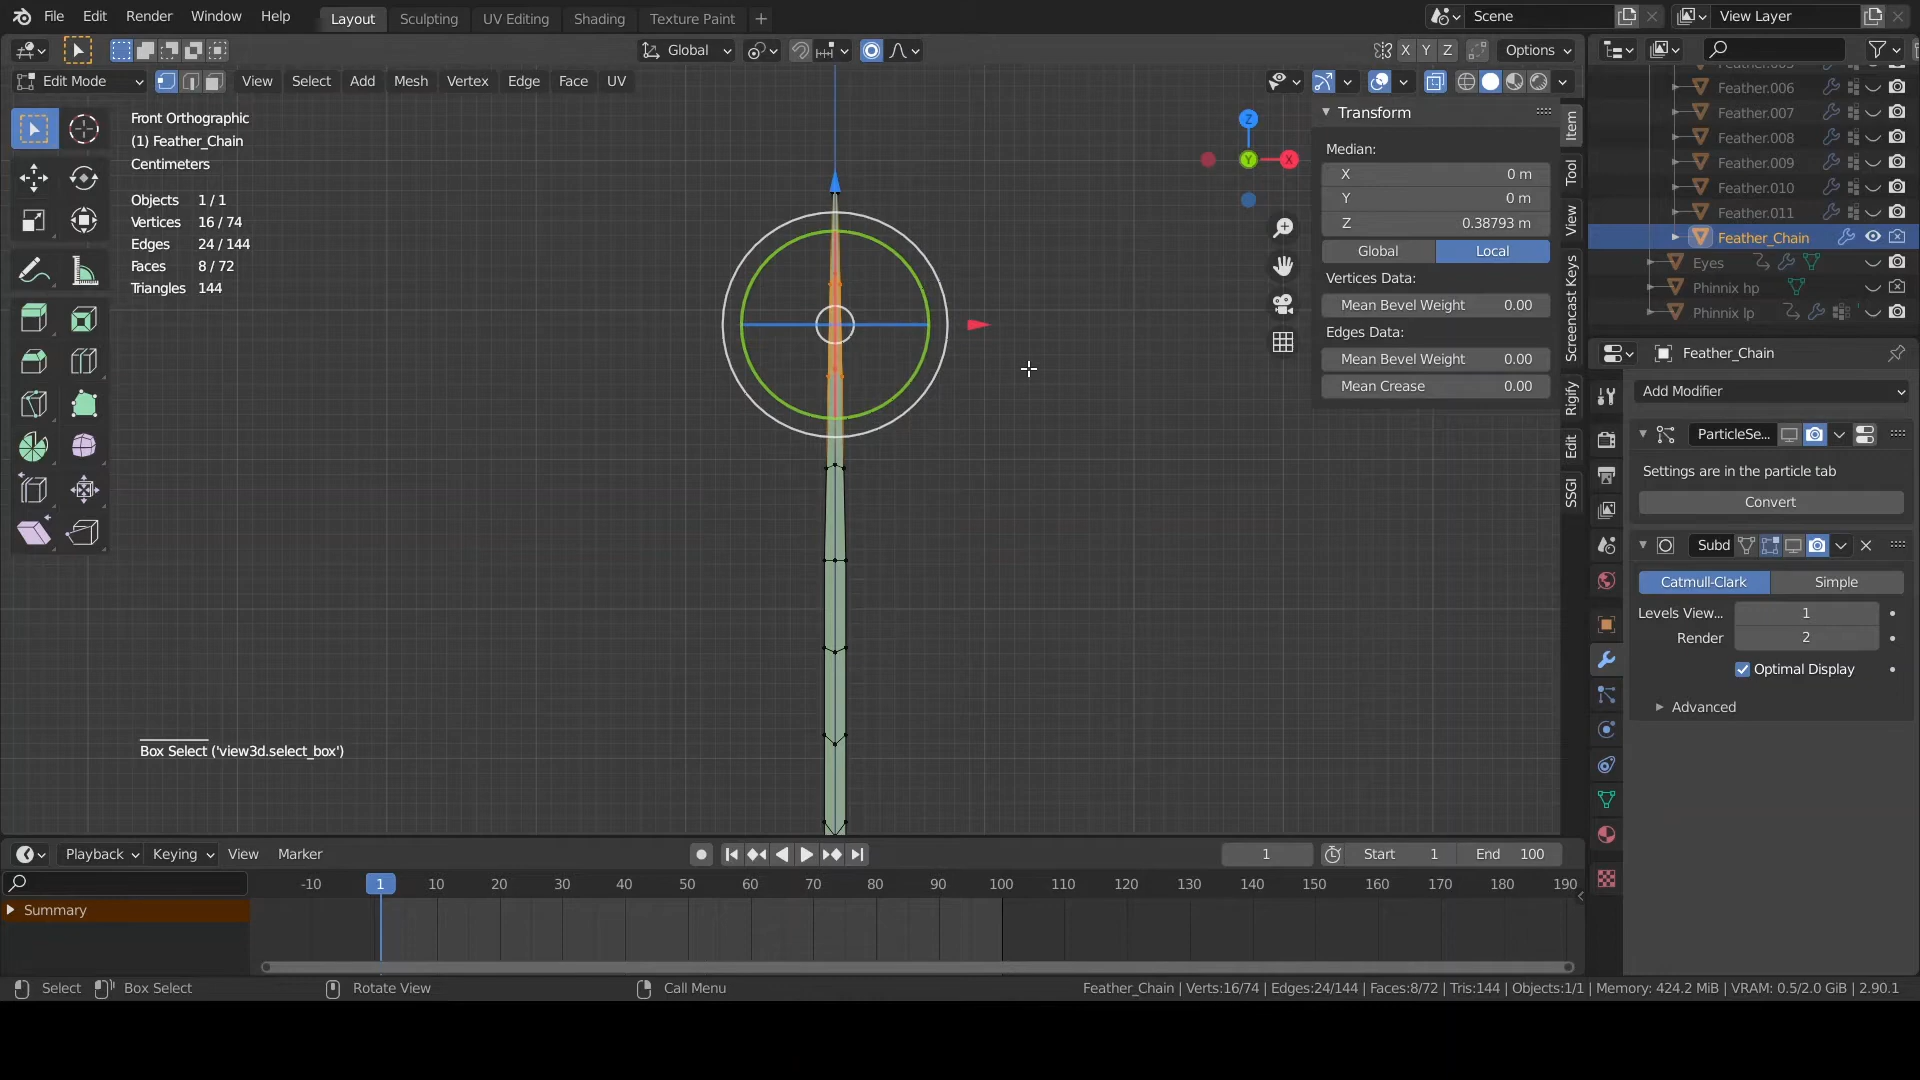 File Edit Render Window Help Layout Sculpting UV Editing Shading Texture Paint + Scene View Layer
Global X Y Z Options
Edit Mode View Select Add Mesh Vertex Edge Face UV
Front Orthographic
(1) Feather_Chain
Centimeters
Objects 1 / 1
Vertices 16 / 74
Edges 24 / 144
Faces 8 / 72
Triangles 144
Z
Y
X
Transform
Median:
X 0 m
Y 0 m
Z 0.38793 m
Global Local
Vertices Data:
Mean Bevel Weight 0.00
Edges Data:
Mean Bevel Weight 0.00
Mean Crease 0.00
Item
Tool
View
Screencast Keys
Rigify
Edit
SSGI
Feather.006
Feather.007
Feather.008
Feather.009
Feather.010
Feather.011
Feather_Chain
Eyes
Phinnix hp
Phinnix lp
Feather_Chain
Add Modifier
ParticleSe...
Settings are in the particle tab
Convert
Subd
Catmull-Clark Simple
Levels View... 1
Render 2
Optimal Display
Advanced
Box Select ('view3d.select_box')
Playback Keying View Marker 1 Start 1 End 100
-10 1 10 20 30 40 50 60 70 80 90 100 110 120 130 140 150 160 170 180 190
Summary
Select Box Select Rotate View Call Menu Feather_Chain | Verts:16/74 | Edges:24/144 | Faces:8/72 | Tris:144 | Objects:1/1 | Memory: 424.2 MiB | VRAM: 0.5/2.0 GiB | 2.90.1